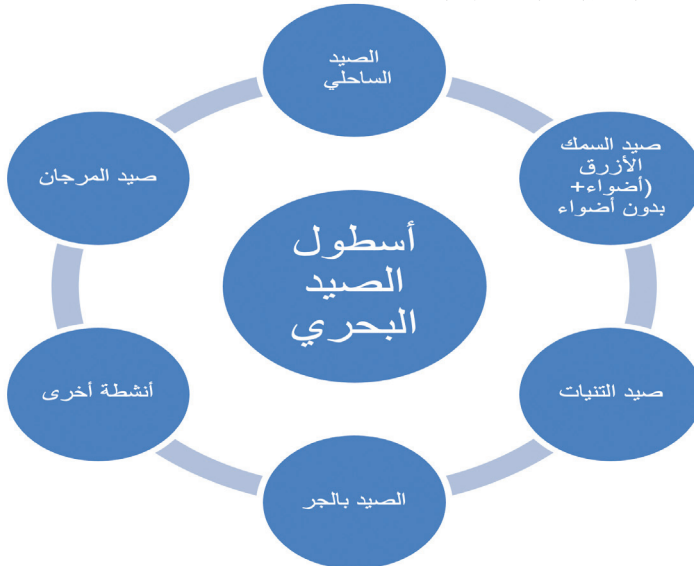 الصيد
الساحلي
صيد السمك
الأزرق
(أضواء+
بدون أضواء
صيد التنيات
الصيد بالجر
أنشطة أخرى
صيد المرجان
أسطول
الصيد
البحري